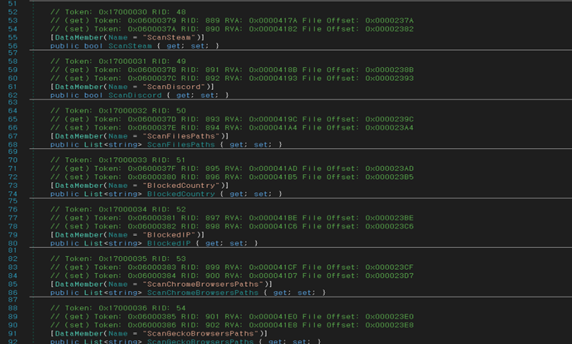 51
52 // Token: 0x17000030 RID: 48
53 // (get) Token: 0x06000379 RID: 889 RVA: 0x0000417A File Offset: 0x0000237A
54 // (set) Token: 0x0600037A RID: 890 RVA: 0x00004182 File Offset: 0x00002382
55 [DataMember(Name = "ScanSteam")]
56 public bool ScanSteam { get; set; }
57
58 // Token: 0x17000031 RID: 49
59 // (get) Token: 0x0600037B RID: 891 RVA: 0x0000418B File Offset: 0x0000238B
60 // (set) Token: 0x0600037C RID: 892 RVA: 0x00004193 File Offset: 0x00002393
61 [DataMember(Name = "ScanDiscord")]
62 public bool ScanDiscord { get; set; }
63
64 // Token: 0x17000032 RID: 50
65 // (get) Token: 0x0600037D RID: 893 RVA: 0x0000419C File Offset: 0x0000239C
66 // (set) Token: 0x0600037E RID: 894 RVA: 0x000041A4 File Offset: 0x000023A4
67 [DataMember(Name = "ScanFilesPaths")]
68 public List<string> ScanFilesPaths { get; set; }
69
70 // Token: 0x17000033 RID: 51
71 // (get) Token: 0x0600037F RID: 895 RVA: 0x000041AD File Offset: 0x000023AD
72 // (set) Token: 0x06000380 RID: 896 RVA: 0x000041B5 File Offset: 0x000023B5
73 [DataMember(Name = "BlockedCountry")]
74 public List<string> BlockedCountry { get; set; }
75
76 // Token: 0x17000034 RID: 52
77 // (get) Token: 0x06000381 RID: 897 RVA: 0x000041BE File Offset: 0x000023BE
78 // (set) Token: 0x06000382 RID: 898 RVA: 0x000041C6 File Offset: 0x000023C6
79 [DataMember(Name = "BlockedIP")]
80 public List<string> BlockedIP { get; set; }
81
82 // Token: 0x17000035 RID: 53
83 // (get) Token: 0x06000383 RID: 899 RVA: 0x000041CF File Offset: 0x000023CF
84 // (set) Token: 0x06000384 RID: 900 RVA: 0x000041D7 File Offset: 0x000023D7
85 [DataMember(Name = "ScanChromeBrowsersPaths")]
86 public List<string> ScanChromeBrowsersPaths { get; set; }
87
88 // Token: 0x17000036 RID: 54
89 // (get) Token: 0x06000385 RID: 901 RVA: 0x000041E0 File Offset: 0x000023E0
90 // (set) Token: 0x06000386 RID: 902 RVA: 0x000041E8 File Offset: 0x000023E8
91 [DataMember(Name = "ScanGeckoBrowsersPaths")]
92 public List<string> ScanGeckoBrowsersPaths { get; set; }